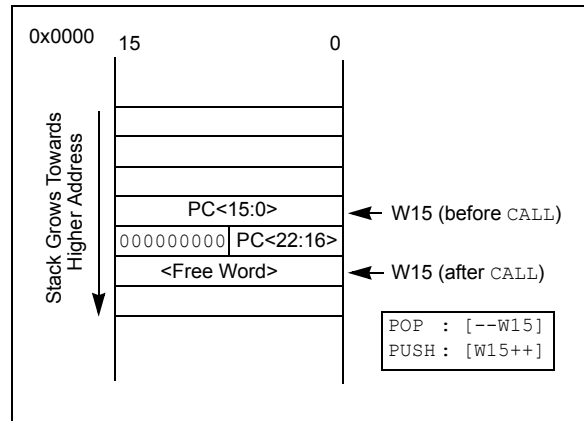 0x0000
15 0
Stack Grows Towards
Higher Address
PC<15:0>
W15 (before CALL)
000000000 PC<22:16>
<Free Word>
W15 (after CALL)
POP : [--W15]
PUSH : [W15++]